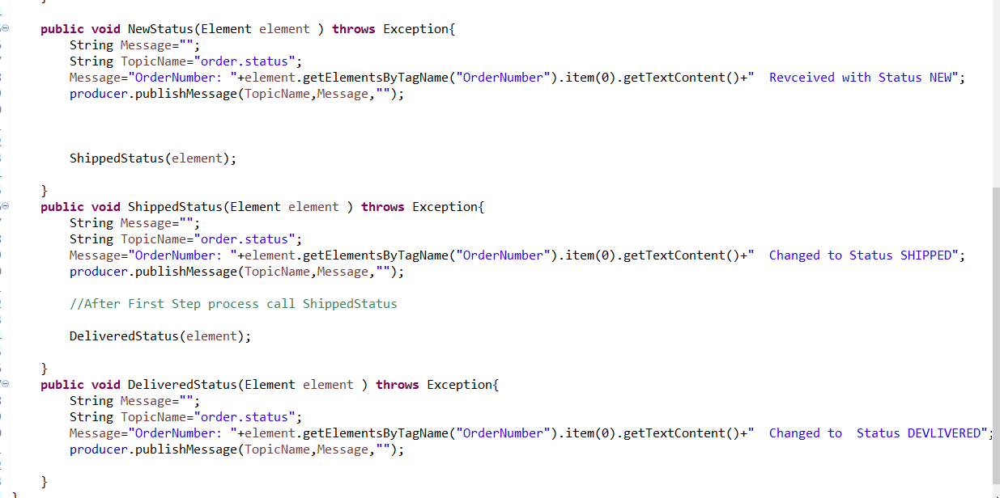 }
public void NewStatus(Element element ) throws Exception{
String Message="";
String TopicName="order.status";
Message="OrderNumber: "+element.getElementsByTagName("OrderNumber").item(0).getTextContent()+"  Revceived with Status NEW";
producer.publishMessage(TopicName,Message,"");
ShippedStatus(element);
}
public void ShippedStatus(Element element ) throws Exception{
String Message="";
String TopicName="order.status";
Message="OrderNumber: "+element.getElementsByTagName("OrderNumber").item(0).getTextContent()+"  Changed to Status SHIPPED";
producer.publishMessage(TopicName,Message,"");
//After First Step process call ShippedStatus
DeliveredStatus(element);
}
public void DeliveredStatus(Element element ) throws Exception{
String Message="";
String TopicName="order.status";
Message="OrderNumber: "+element.getElementsByTagName("OrderNumber").item(0).getTextContent()+"  Changed to  Status DEVLIVERED";
producer.publishMessage(TopicName,Message,"");
}
}